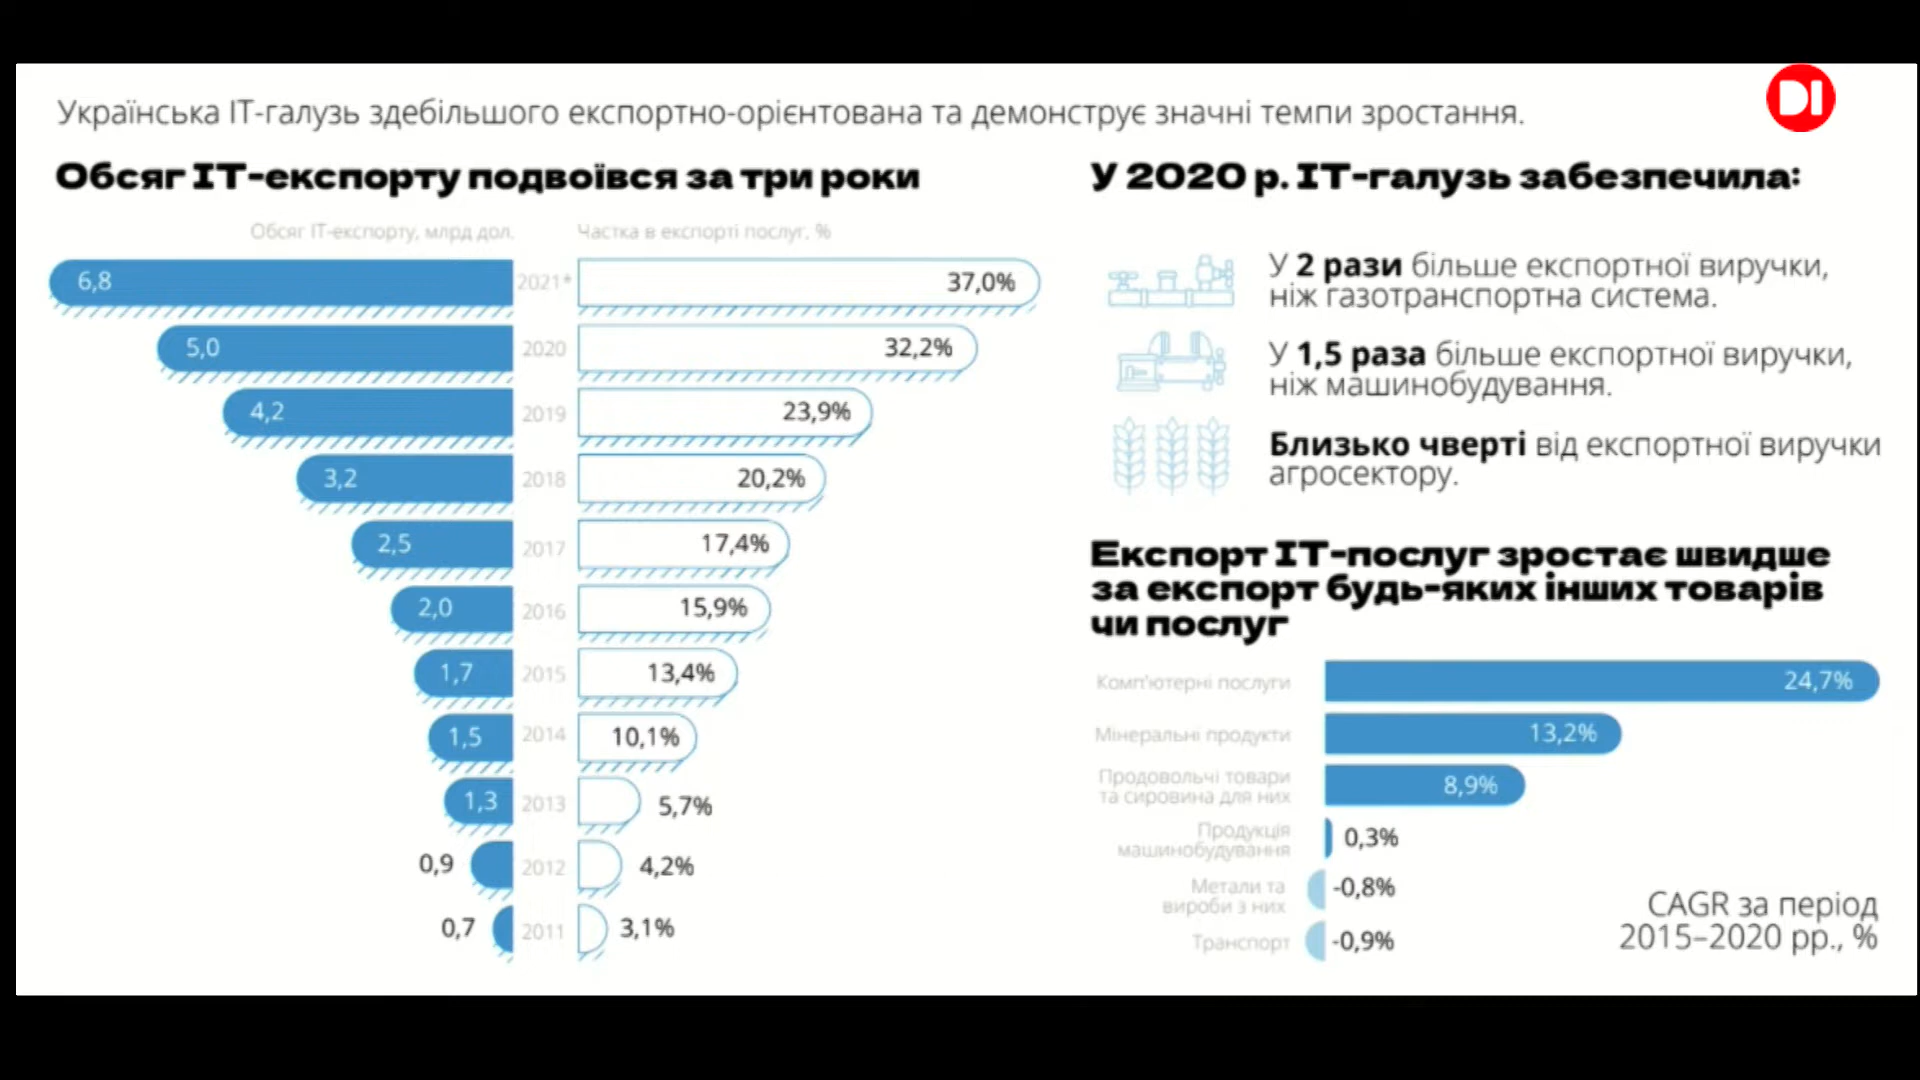 DI
Українська ІТ-галузь здебільшого експортно-орієнтована та демонструє значні темпи зростання.
Обсяг ІТ-експорту подвоївся за три роки
Обсяг ІТ-експорту, млрд дол. Частка в експорті послуг, %
6,8 2021* 37,0%
5,0 2020 32,2%
4,2 2019 23,9%
3,2 2018 20,2%
2,5 2017 17,4%
2,0 2016 15,9%
1,7 2015 13,4%
1,5 2014 10,1%
1,3 2013 5,7%
0,9 2012 4,2%
0,7 2011 3,1%
У 2020 р. ІТ-галузь забезпечила:
У 2 рази більше експортної виручки,
ніж газотранспортна система.
У 1,5 раза більше експортної виручки,
ніж машинобудування.
Близько чверті від експортної виручки
агросектору.
Експорт ІТ-послуг зростає швидше
за експорт будь-яких інших товарів
чи послуг
Комп'ютерні послуги 24,7%
Мінеральні продукти 13,2%
Продовольчі товари
та сировина для них 8,9%
Продукція
машинобудування 0,3%
Метали та
вироби з них -0,8%
Транспорт -0,9%
CAGR за період
2015–2020 рр., %